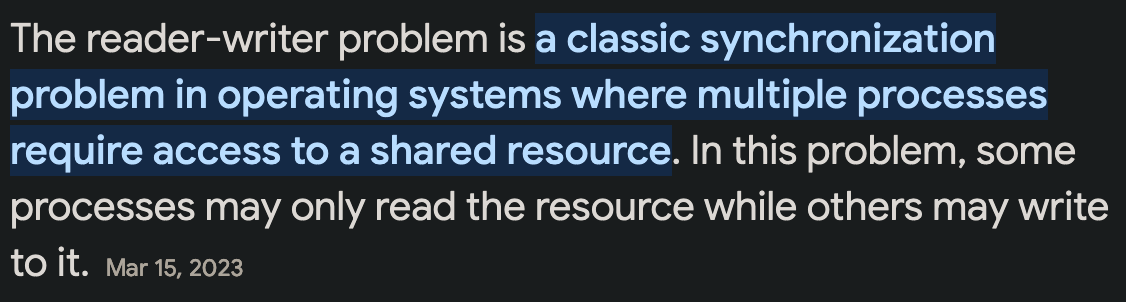 The reader-writer problem is a classic synchronization
problem in operating systems where multiple processes
require access to a shared resource. In this problem, some
processes may only read the resource while others may write
to it. Mar 15, 2023